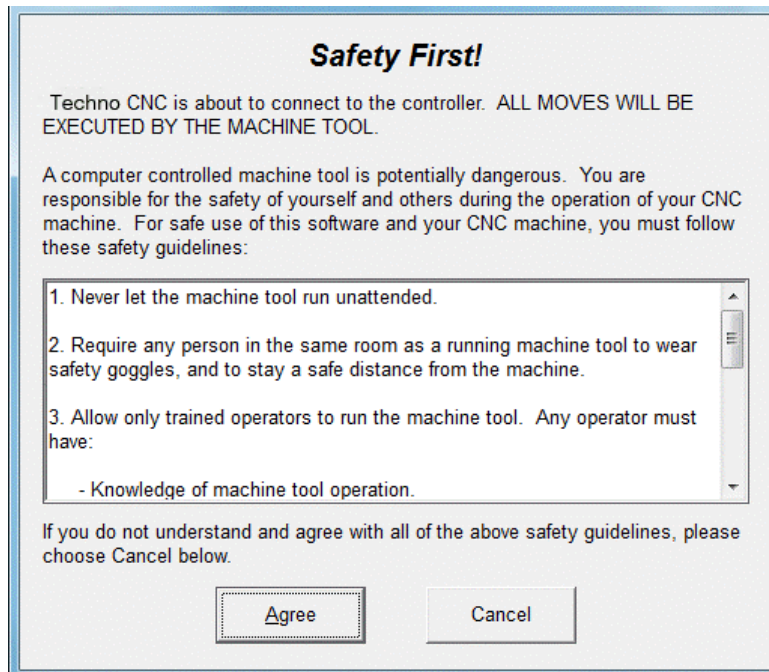 Safety First!
Techno CNC is about to connect to the controller.  ALL MOVES WILL BE
EXECUTED BY THE MACHINE TOOL.
A computer controlled machine tool is potentially dangerous.  You are
responsible for the safety of yourself and others during the operation of your CNC
machine.  For safe use of this software and your CNC machine, you must follow
these safety guidelines:
1. Never let the machine tool run unattended.
2. Require any person in the same room as a running machine tool to wear
safety goggles, and to stay a safe distance from the machine.
3. Allow only trained operators to run the machine tool.  Any operator must
have:
- Knowledge of machine tool operation.
If you do not understand and agree with all of the above safety guidelines, please
choose Cancel below.
Agree
Cancel